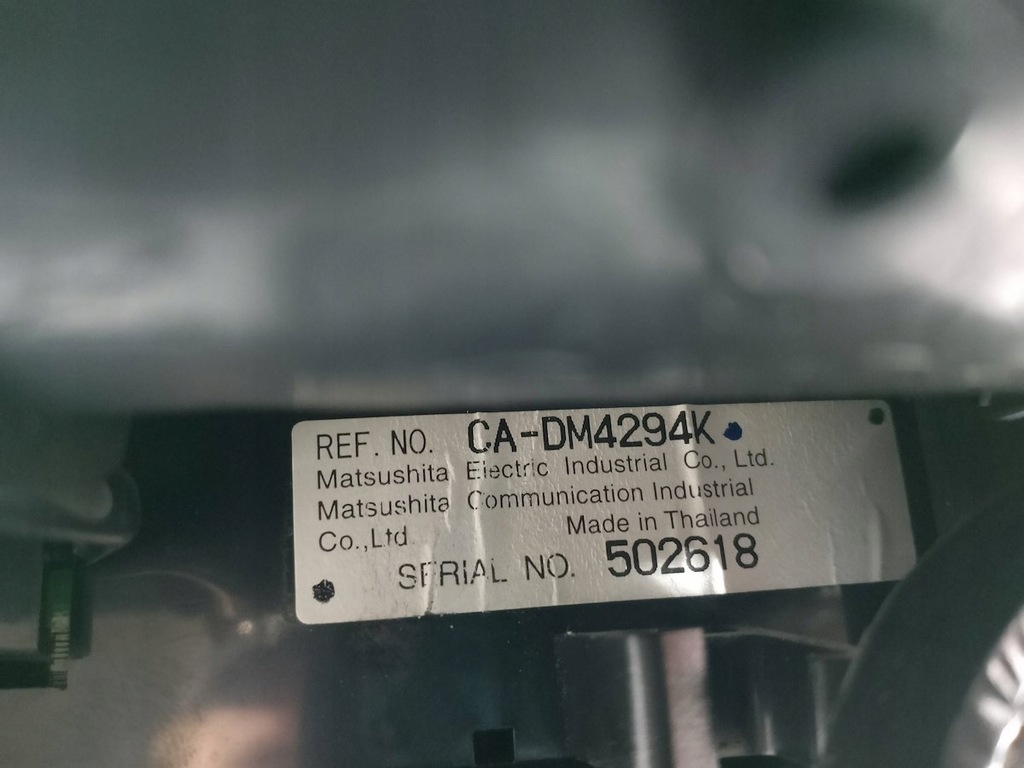 REF. NO. CA-DM4294K
Matsushita Electric Industrial Co., Ltd.
Matsushita Communication Industrial
Co.,Ltd Made in Thailand
SERIAL NO. 502618